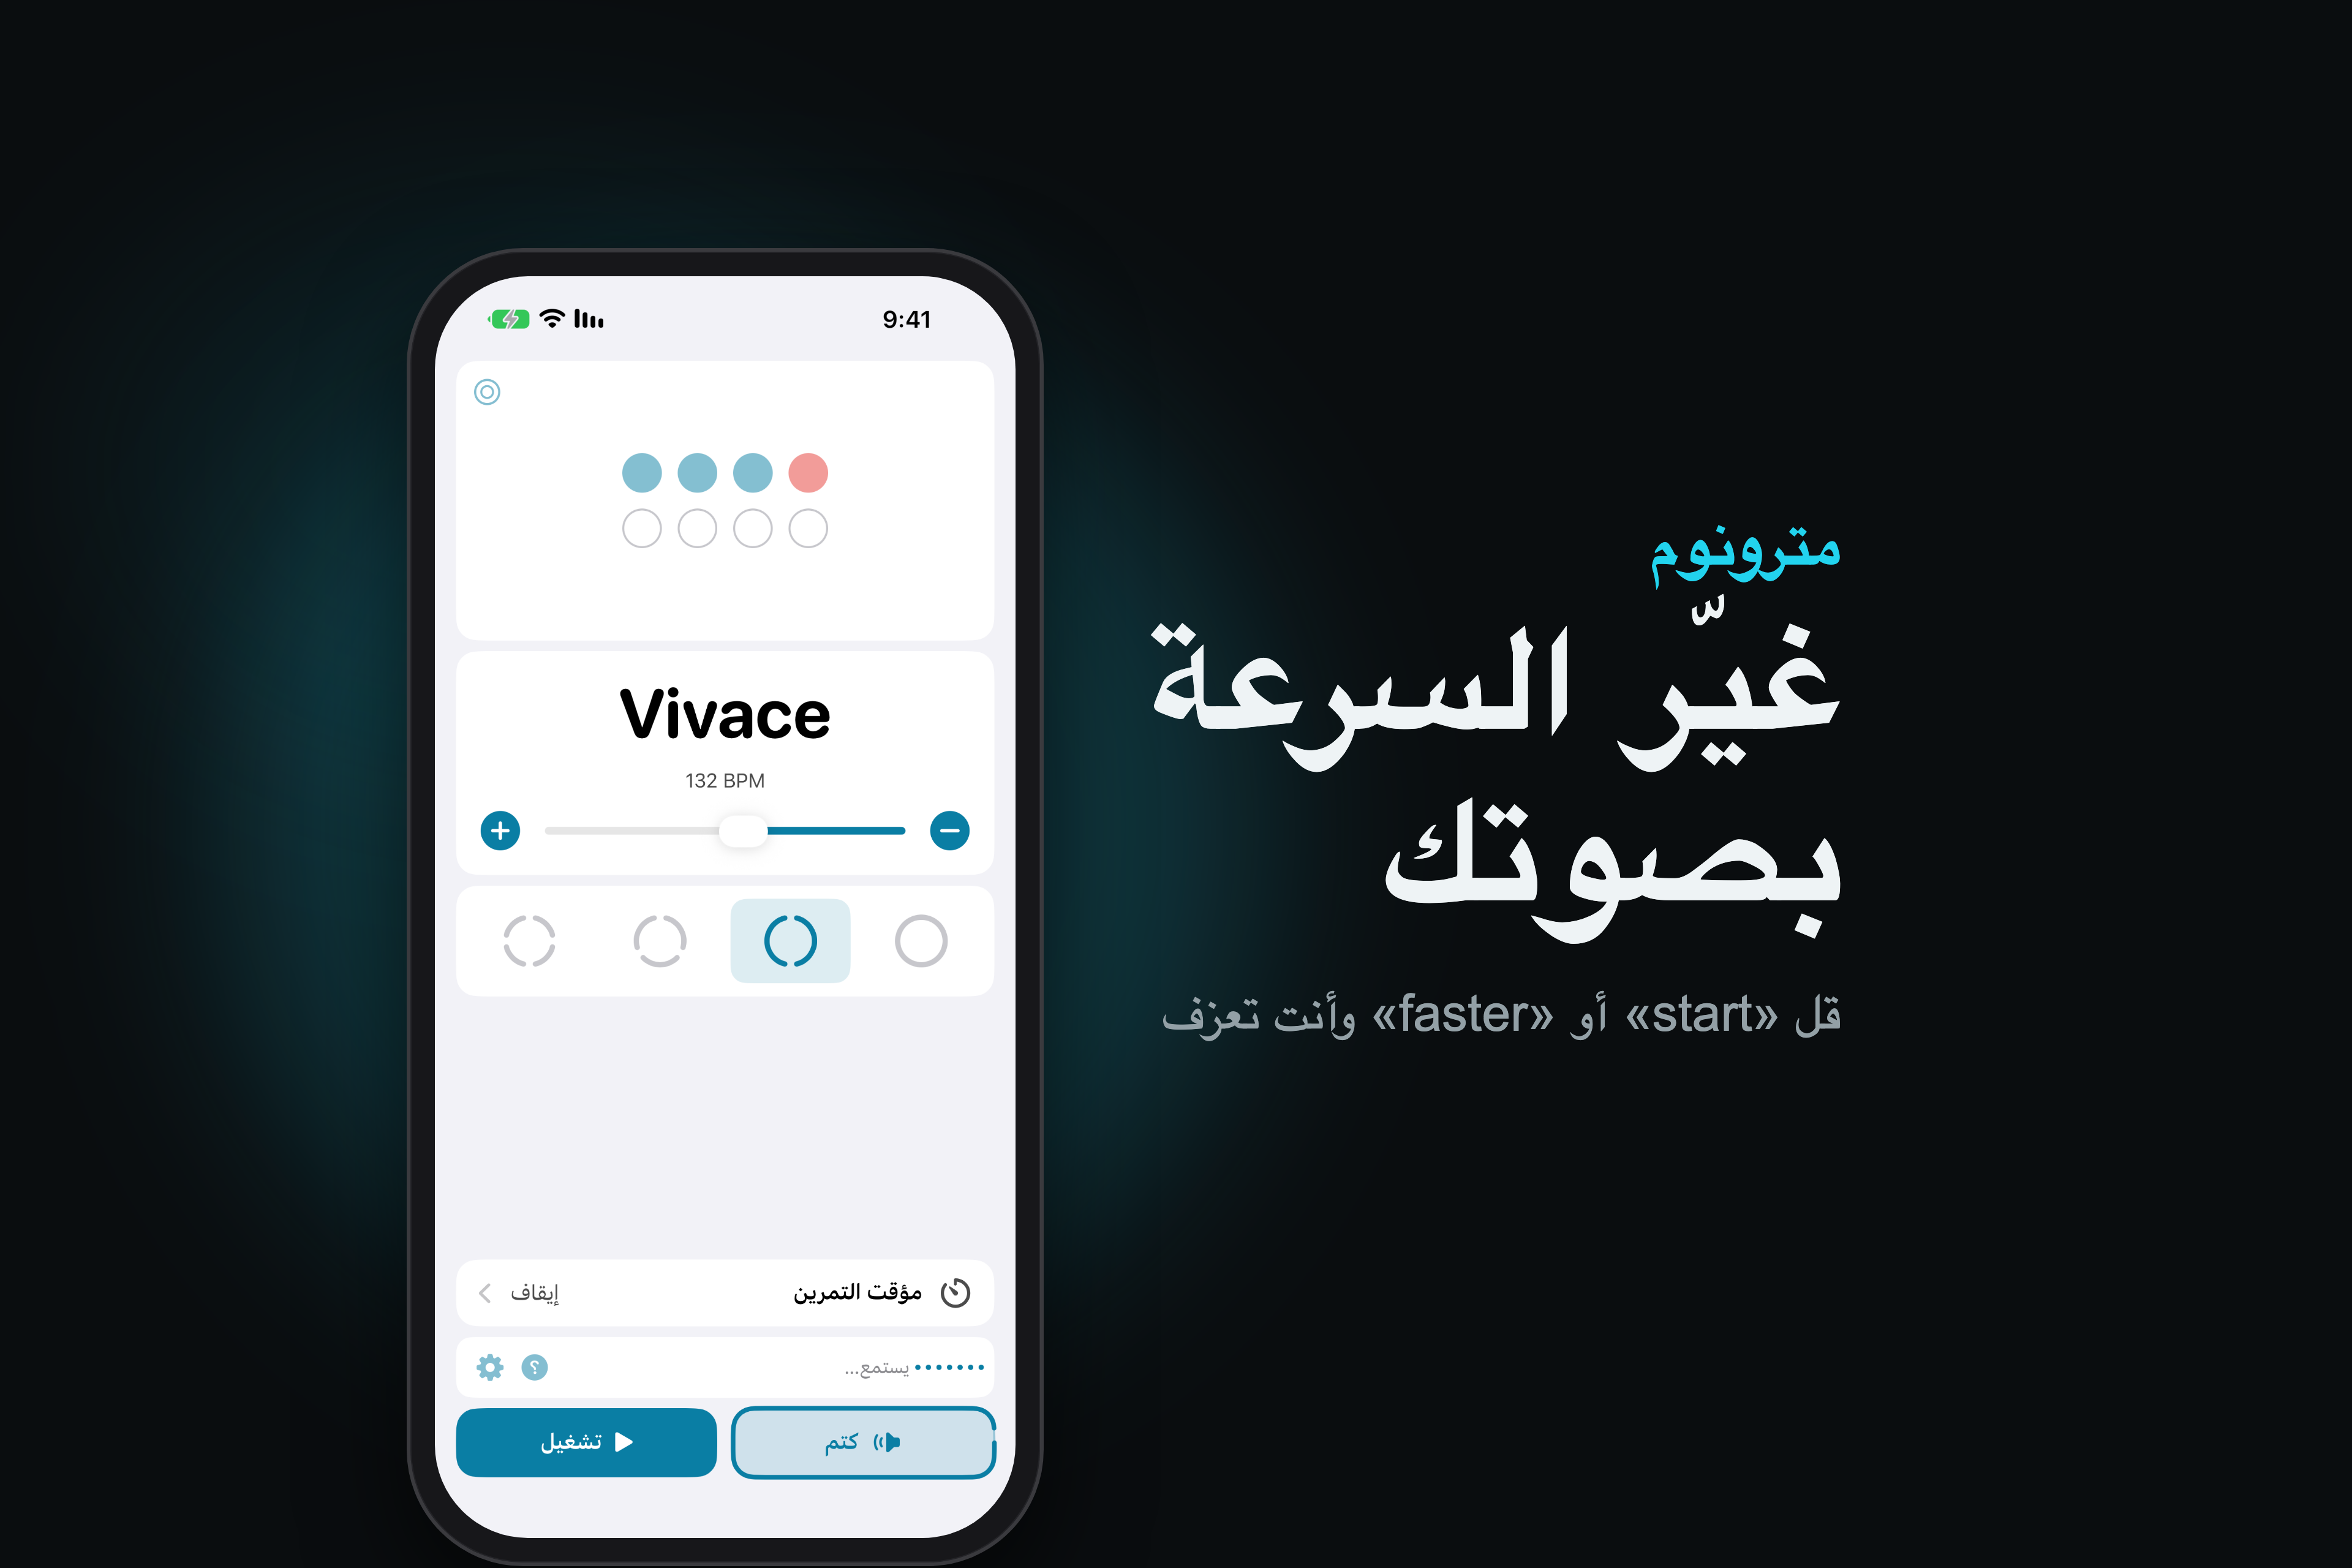 9:41
Vivace
132 BPM
مؤقت التمرين
إيقاف
يستمع...
؟
كتم
تشغيل
مترونوم
غيّر السرعة
بصوتك
قل «start» أو «faster» وأنت تعزف